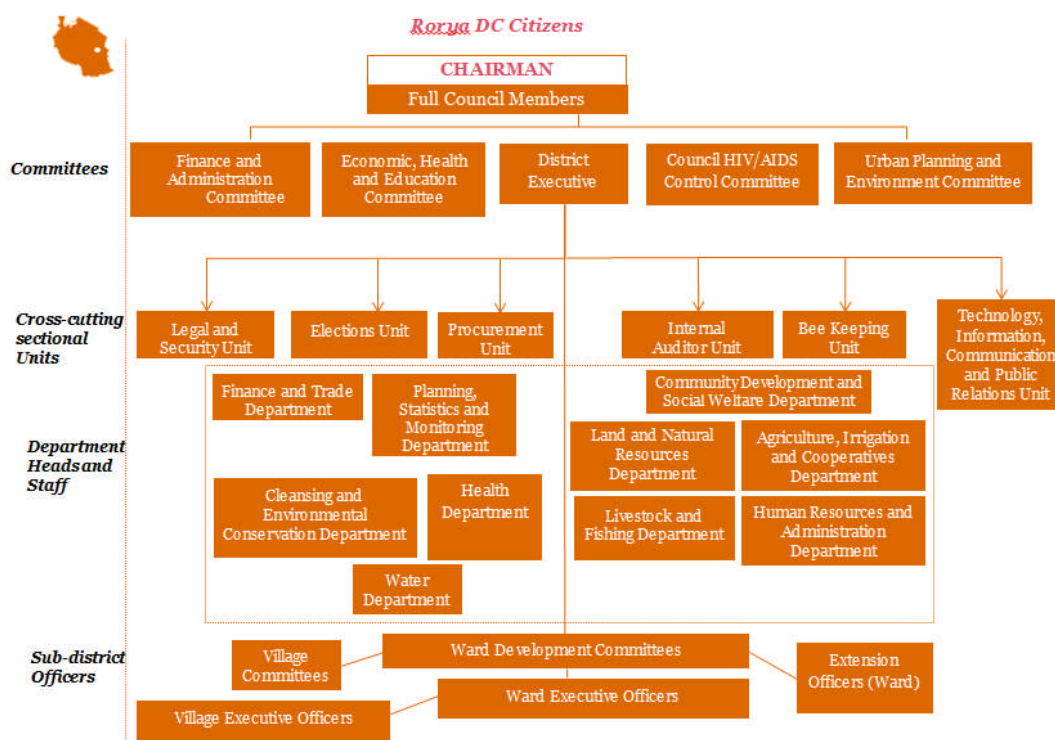 Rorya DC Citizens
CHAIRMAN
Full Council Members
Committees
Finance and
Administration
Committee
Economic, Health
and Education
Committee
District
Executive
Council HIV/AIDS
Control Committee
Urban Planning and
Environment Committee
Cross-cutting
sectional
Units
Legal and
Security Unit
Elections Unit
Procurement
Unit
Internal
Auditor Unit
Bee Keeping
Unit
Technology,
Information,
Communication
and Public
Relations Unit
Department
Heads and
Staff
Finance and Trade
Department
Planning,
Statistics and
Monitoring
Department
Community Development and
Social Welfare Department
Land and Natural
Resources
Department
Agriculture, Irrigation
and Cooperatives
Department
Cleansing and
Environmental
Conservation Department
Health
Department
Livestock and
Fishing Department
Human Resources and
Administration
Department
Water
Department
Sub-district
Officers
Village
Committees
Ward Development Committees
Extension
Officers (Ward)
Village Executive Officers
Ward Executive Officers